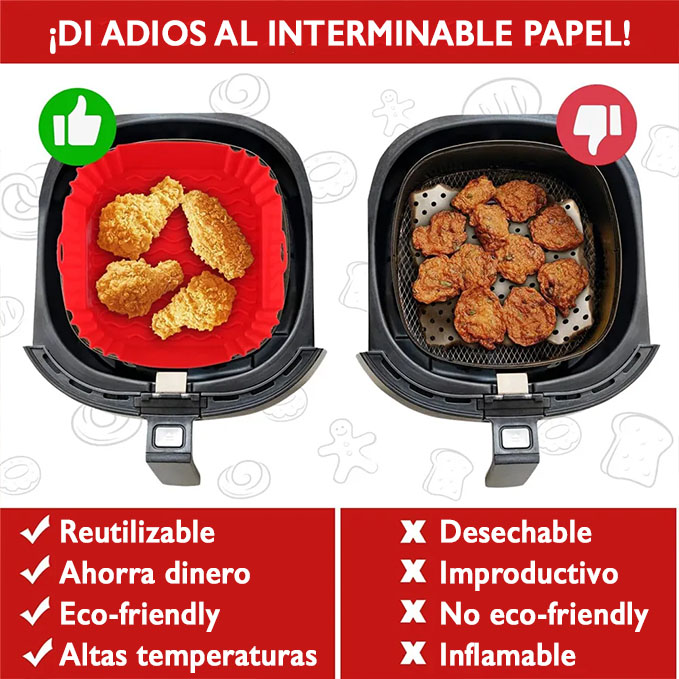 ¡DI ADIOS AL INTERMINABLE PAPEL!
Reutilizable
Ahorra dinero
Eco-friendly
Altas temperaturas
Desechable
Improductivo
No eco-friendly
Inflamable